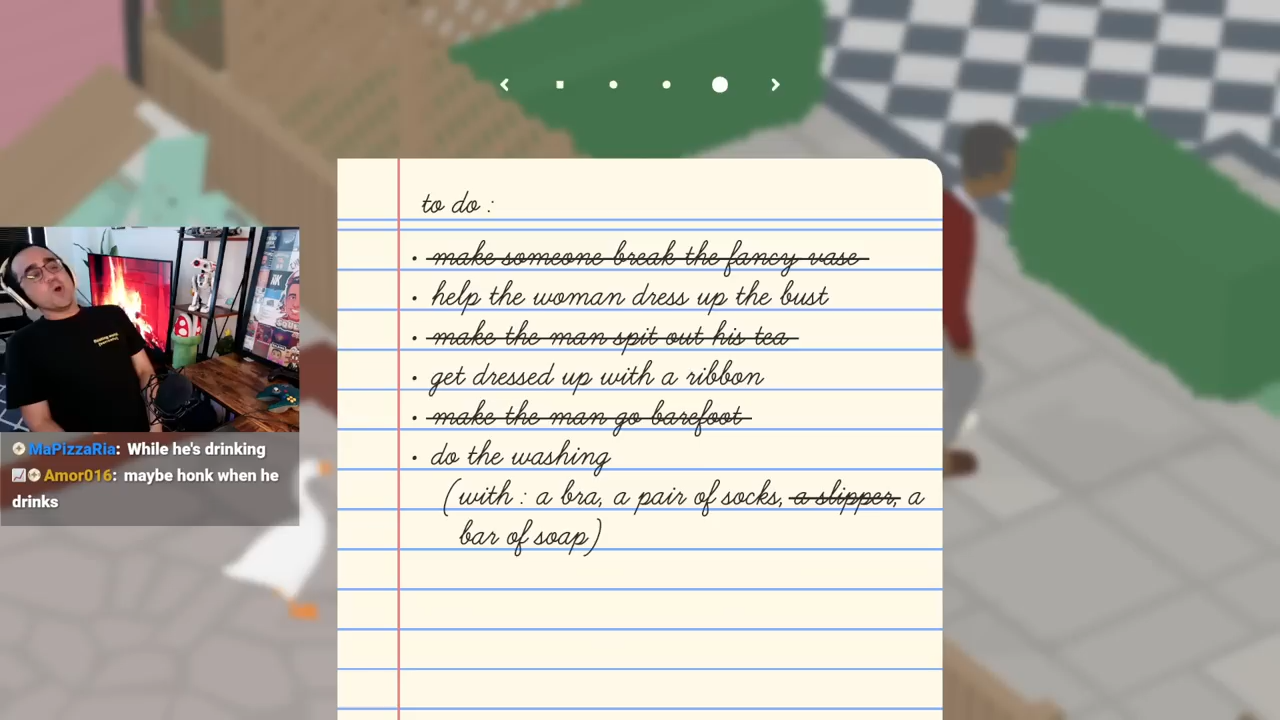 to do :
• make someone break the fancy vase
• help the woman dress up the bust
• make the man spit out his tea
• get dressed up with a ribbon
• make the man go barefoot
• do the washing
(with : a bra, a pair of socks, a slipper, a
bar of soap)
MaPizzaRia: While he's drinking
Amor016: maybe honk when he
drinks